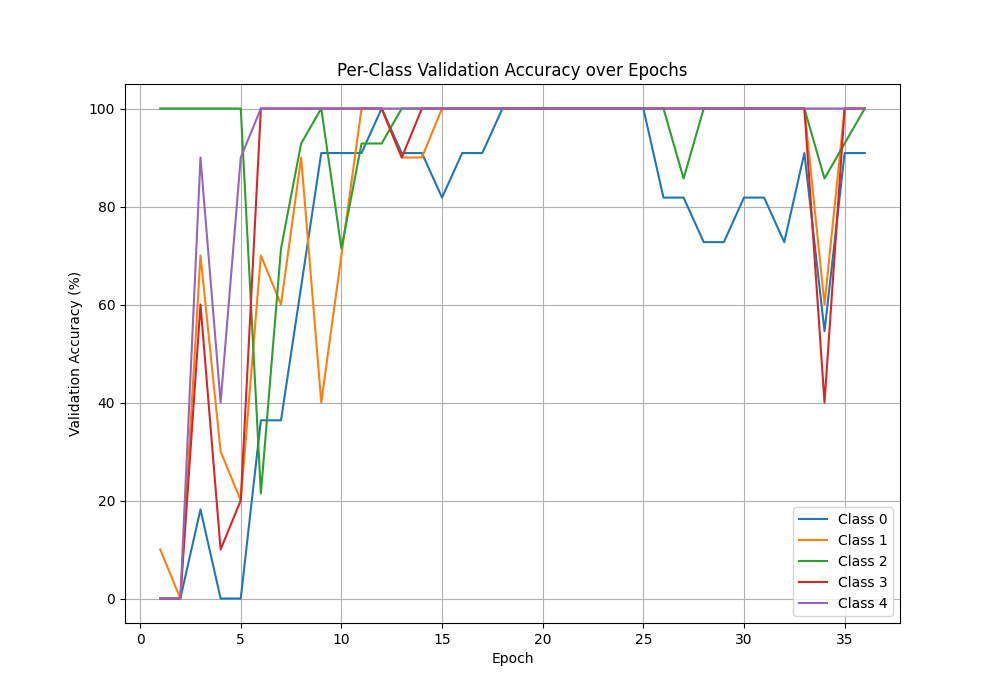 Per-Class Validation Accuracy over Epochs
Validation Accuracy (%)
100
80
60
40
20
0
0 5 10 15 20 25 30 35
Epoch
Class 0
Class 1
Class 2
Class 3
Class 4